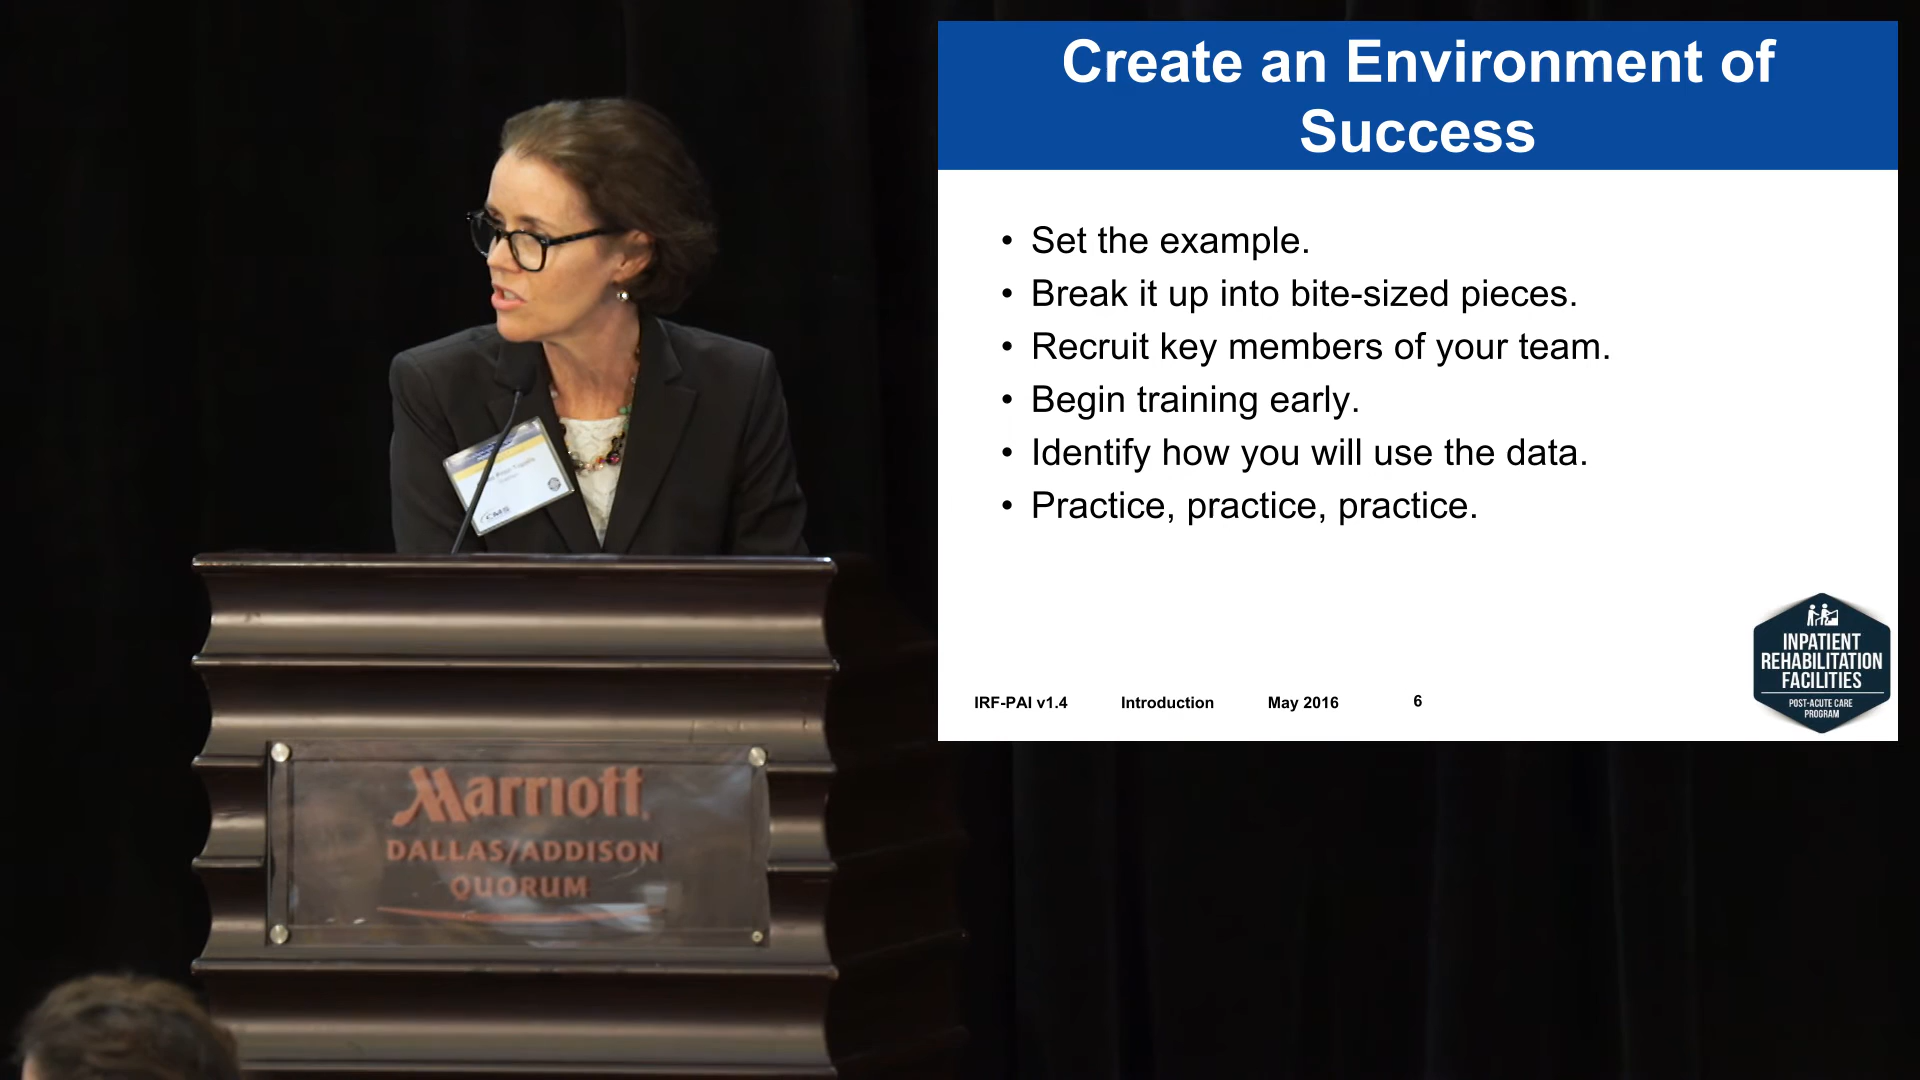 Create an Environment of
Success
• Set the example.
• Break it up into bite-sized pieces.
• Recruit key members of your team.
• Begin training early.
• Identify how you will use the data.
• Practice, practice, practice.
IRF-PAI v1.4 Introduction May 2016 6
INPATIENT
REHABILITATION
FACILITIES
POST-ACUTE CARE
PROGRAM
CMS
Marriott
DALLAS/ADDISON
QUORUM